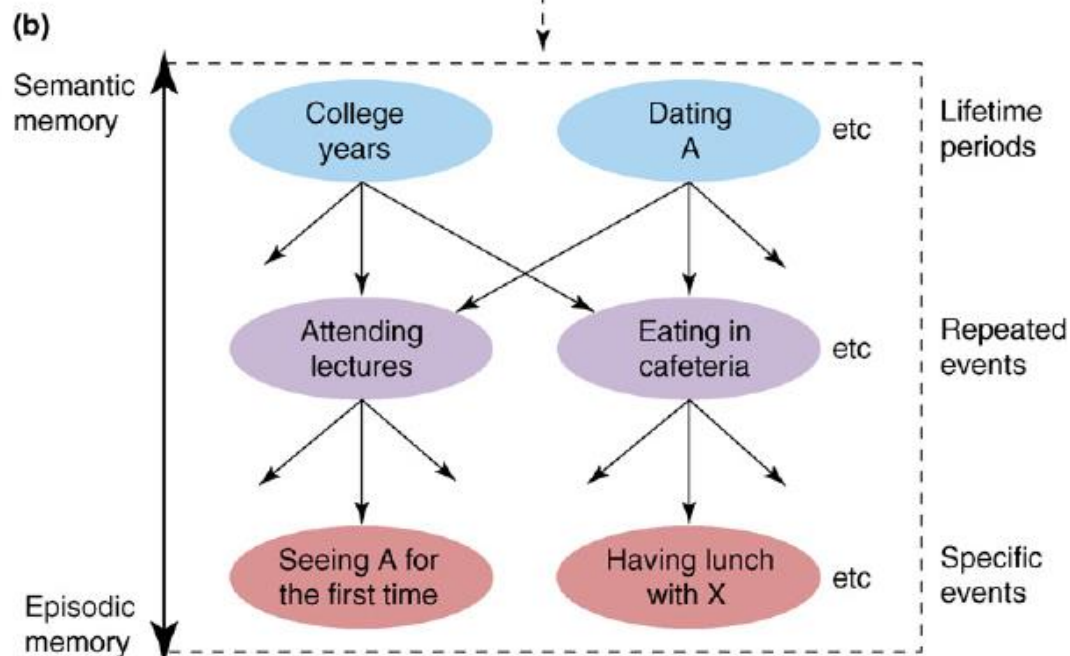 (b)
Semantic
memory
College
years
Dating
A
etc
Lifetime
periods
Attending
lectures
Eating in
cafeteria
etc
Repeated
events
Seeing A for
the first time
Having lunch
with X
etc
Specific
events
Episodic
memory